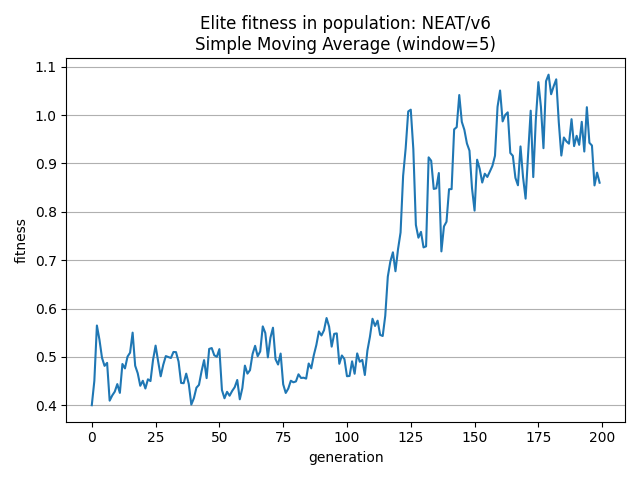 Elite fitness in population: NEAT/v6
Simple Moving Average (window=5)
1.1
1.0
0.9
0.8
0.7
0.6
0.5
0.4
fitness
0 25 50 75 100 125 150 175 200
generation